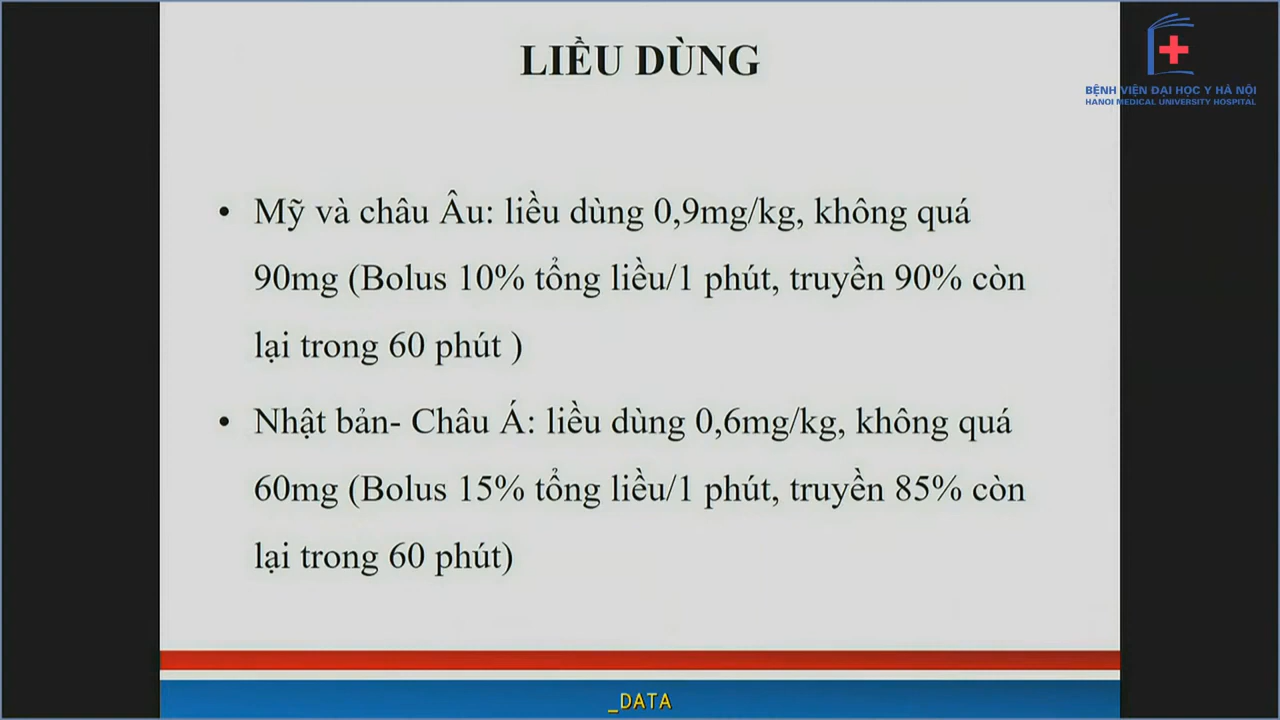 LIỀU DÙNG
BỆNH VIỆN ĐẠI HỌC Y HÀ NỘI
HANOI MEDICAL UNIVERSITY HOSPITAL
• Mỹ và châu Âu: liều dùng 0,9mg/kg, không quá
90mg (Bolus 10% tổng liều/1 phút, truyền 90% còn
lại trong 60 phút )
• Nhật bản- Châu Á: liều dùng 0,6mg/kg, không quá
60mg (Bolus 15% tổng liều/1 phút, truyền 85% còn
lại trong 60 phút)
_DATA